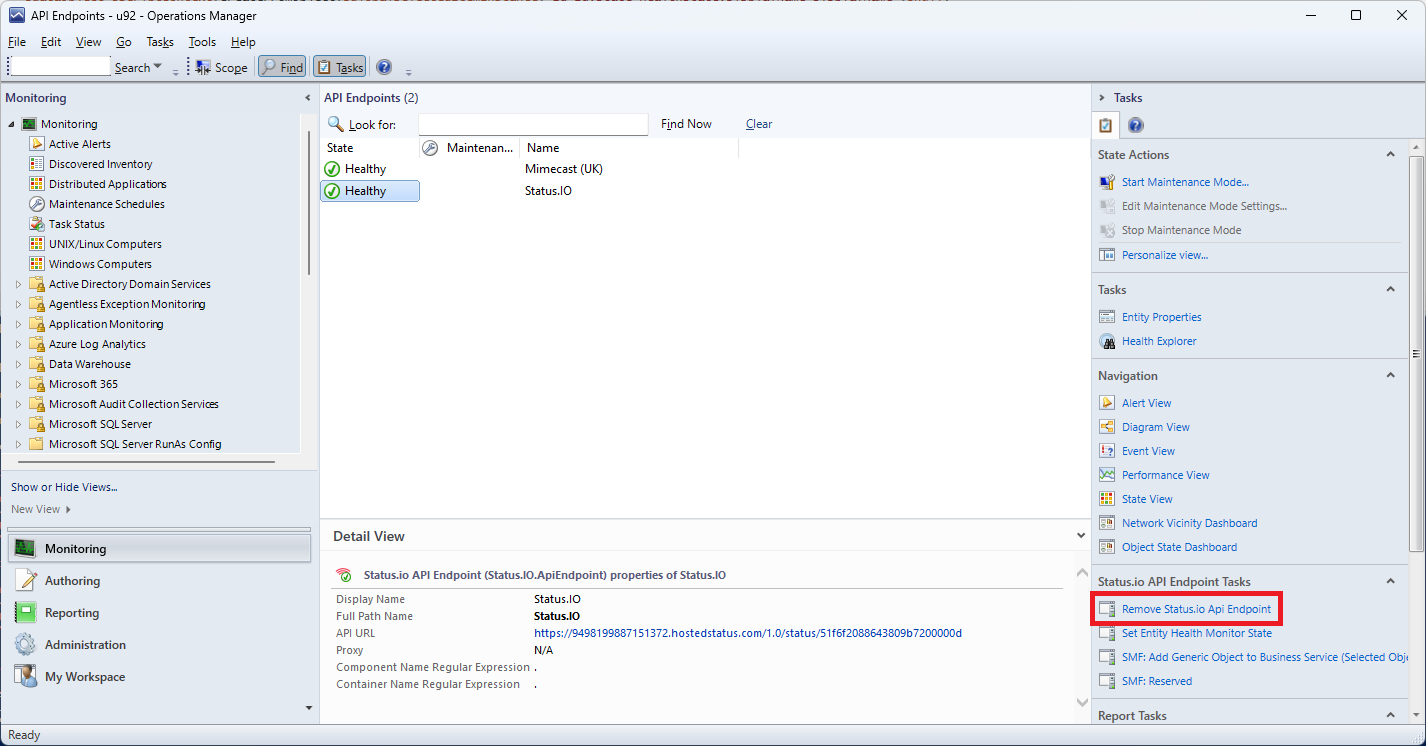 API Endpoints - u92 - Operations Manager
File Edit View Go Tasks Tools Help
Search Scope Find Tasks
Monitoring
Monitoring
Active Alerts
Discovered Inventory
Distributed Applications
Maintenance Schedules
Task Status
UNIX/Linux Computers
Windows Computers
Active Directory Domain Services
Agentless Exception Monitoring
Application Monitoring
Azure Log Analytics
Data Warehouse
Microsoft 365
Microsoft Audit Collection Services
Microsoft SQL Server
Microsoft SQL Server RunAs Config
Show or Hide Views...
New View
Monitoring
Authoring
Reporting
Administration
My Workspace
API Endpoints (2)
Look for: Find Now Clear
State Maintenan... Name
Healthy Mimecast (UK)
Healthy Status.IO
Detail View
Status.io API Endpoint (Status.IO.ApiEndpoint) properties of Status.IO
Display Name Status.IO
Full Path Name Status.IO
API URL https://9498199887151372.hostedstatus.com/1.0/status/51f6f2088643809b7200000d
Proxy N/A
Component Name Regular Expression .
Container Name Regular Expression .
Tasks
State Actions
Start Maintenance Mode...
Edit Maintenance Mode Settings...
Stop Maintenance Mode
Personalize view...
Tasks
Entity Properties
Health Explorer
Navigation
Alert View
Diagram View
Event View
Performance View
State View
Network Vicinity Dashboard
Object State Dashboard
Status.io API Endpoint Tasks
Remove Status.io Api Endpoint
Set Entity Health Monitor State
SMF: Add Generic Object to Business Service (Selected Obje
SMF: Reserved
Report Tasks
Ready